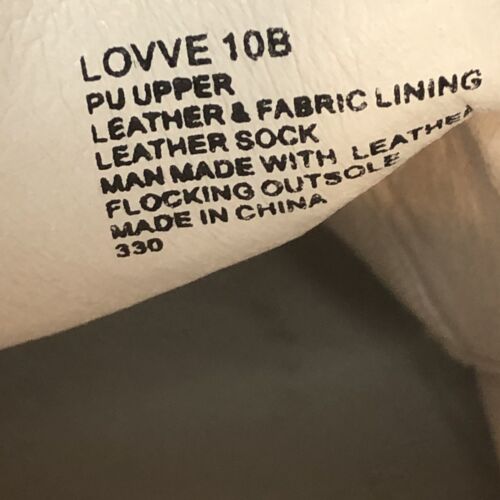 LOVVE 10B
PU UPPER
LEATHER & FABRIC LINING
LEATHER SOCK
MAN MADE WITH LEATHER
FLOCKING OUTSOLE
MADE IN CHINA
330